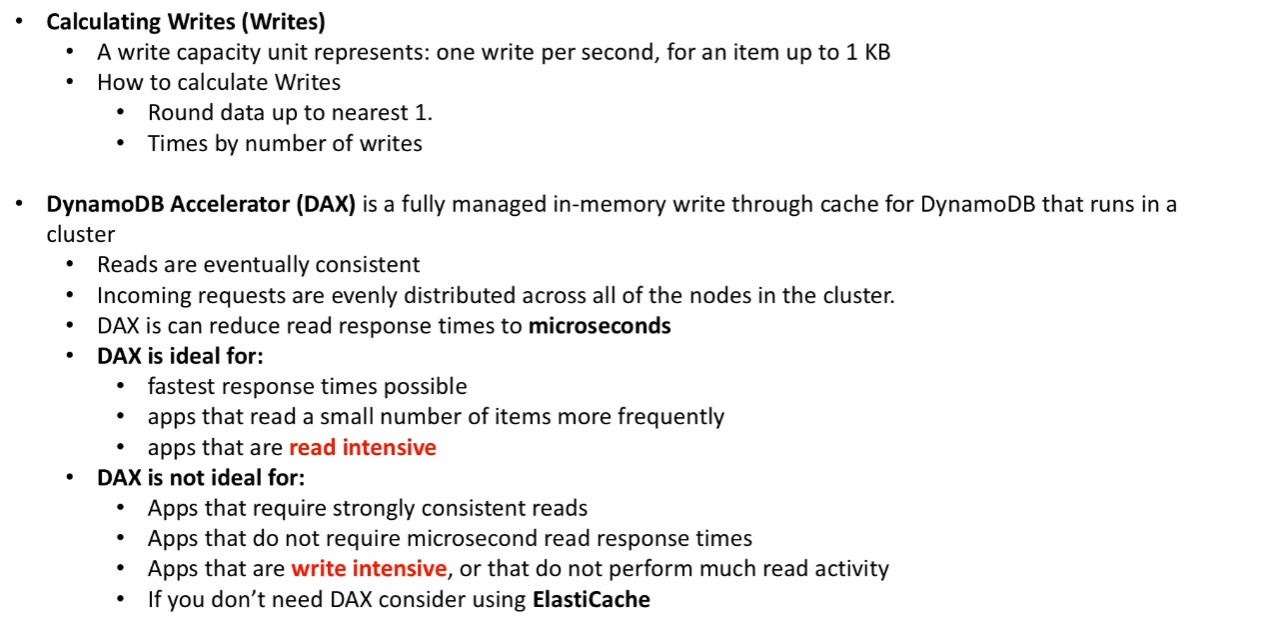 • Calculating Writes (Writes)
• A write capacity unit represents: one write per second, for an item up to 1 KB
• How to calculate Writes
• Round data up to nearest 1.
• Times by number of writes
• DynamoDB Accelerator (DAX) is a fully managed in-memory write through cache for DynamoDB that runs in a
cluster
• Reads are eventually consistent
• Incoming requests are evenly distributed across all of the nodes in the cluster.
• DAX is can reduce read response times to microseconds
• DAX is ideal for:
• fastest response times possible
• apps that read a small number of items more frequently
• apps that are read intensive
• DAX is not ideal for:
• Apps that require strongly consistent reads
• Apps that do not require microsecond read response times
• Apps that are write intensive, or that do not perform much read activity
• If you don’t need DAX consider using ElastiCache